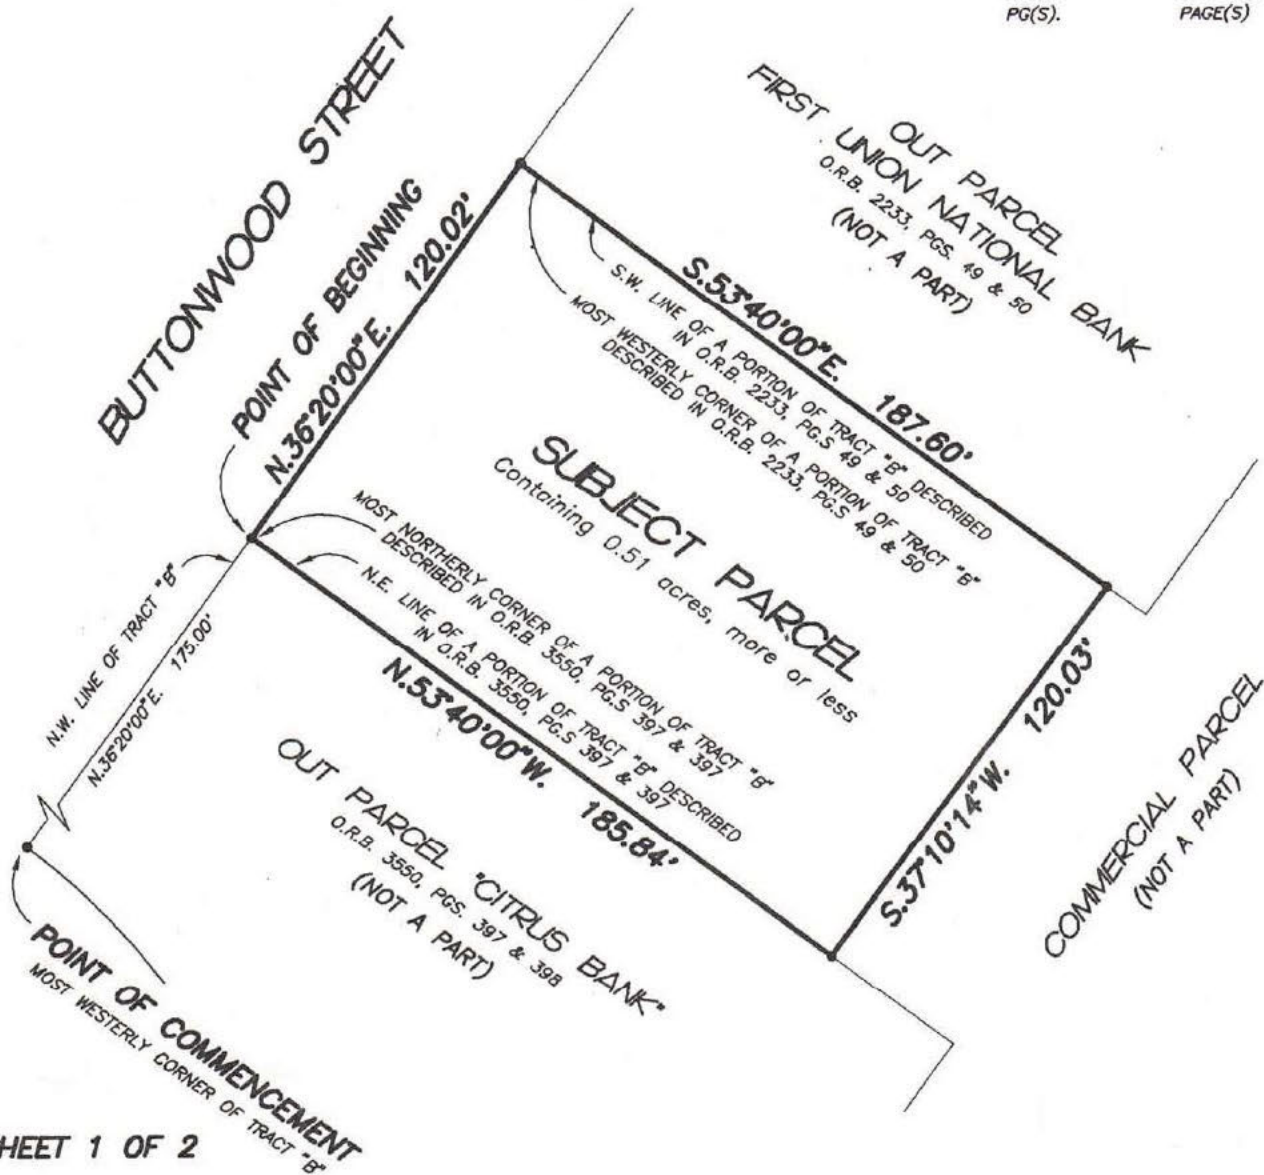 PG(S). PAGE(S)
BUTTONWOOD STREET
OUT PARCEL
FIRST UNION NATIONAL BANK
O.R.B. 2233, PGS. 49 & 50
(NOT A PART)
POINT OF BEGINNING
N.36°20'00"E. 120.02'
S.53°40'00"E. 187.60'
S.W. LINE OF A PORTION OF TRACT "B" DESCRIBED
IN O.R.B. 2233, PG.S 49 & 50
MOST WESTERLY CORNER OF A PORTION OF TRACT "B"
DESCRIBED IN O.R.B. 2233, PG.S 49 & 50
SUBJECT PARCEL
Containing 0.51 acres, more or less
MOST NORTHERLY CORNER OF A PORTION OF TRACT "B"
DESCRIBED IN O.R.B. 3550, PG.S 397 & 397
N.E. LINE OF A PORTION OF TRACT "B" DESCRIBED
IN O.R.B. 3550, PG.S 397 & 397
N.53°40'00"W. 185.84'
S.37°10'14"W. 120.03'
N.W. LINE OF TRACT "B"
N.36°20'00"E. 175.00'
OUT PARCEL "CITRUS BANK"
O.R.B. 3550, PGS. 397 & 398
(NOT A PART)
COMMERCIAL PARCEL
(NOT A PART)
POINT OF COMMENCEMENT
MOST WESTERLY CORNER OF TRACT "B"
HEET 1 OF 2